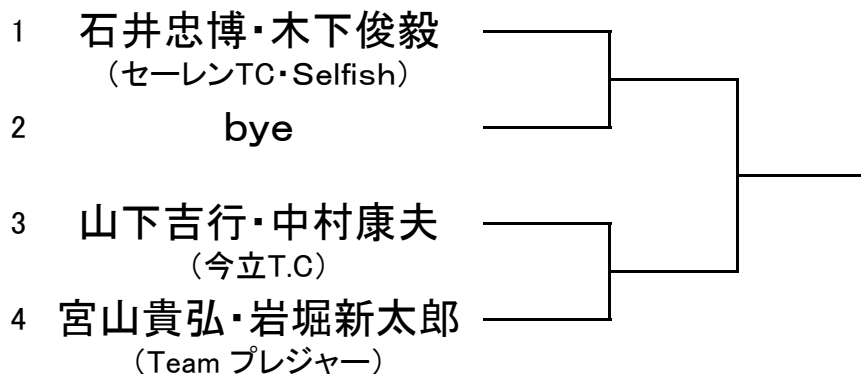 1 石井忠博・木下俊毅
（セーレンTC・Selfish）
2 bye
3 山下吉行・中村康夫
（今立T.C）
4 宮山貴弘・岩堀新太郎
（Team プレジャー）